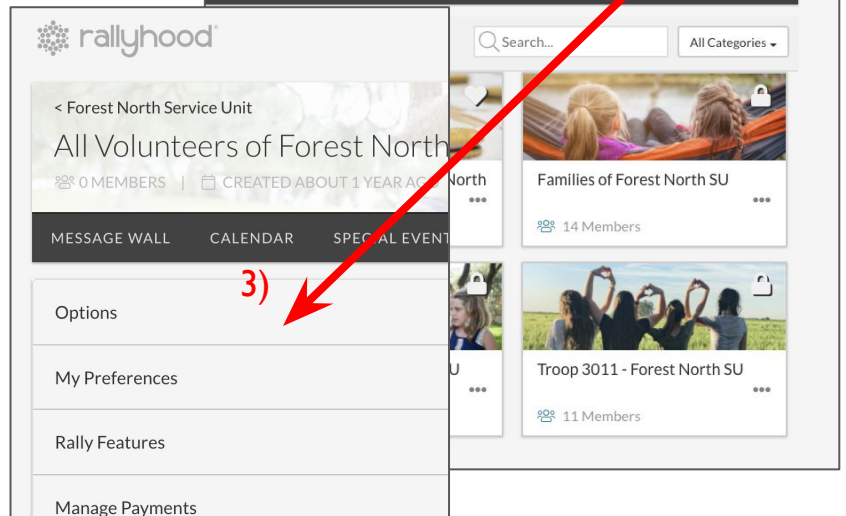 rallyhood
< Forest North Service Unit
All Volunteers of Forest North
0 MEMBERS | CREATED ABOUT 1 YEAR AGO
MESSAGE WALL CALENDAR SPECIAL EVENT
3)
Options
My Preferences
Rally Features
Manage Payments
Search...
All Categories
North
Families of Forest North SU
14 Members
U
Troop 3011 - Forest North SU
11 Members